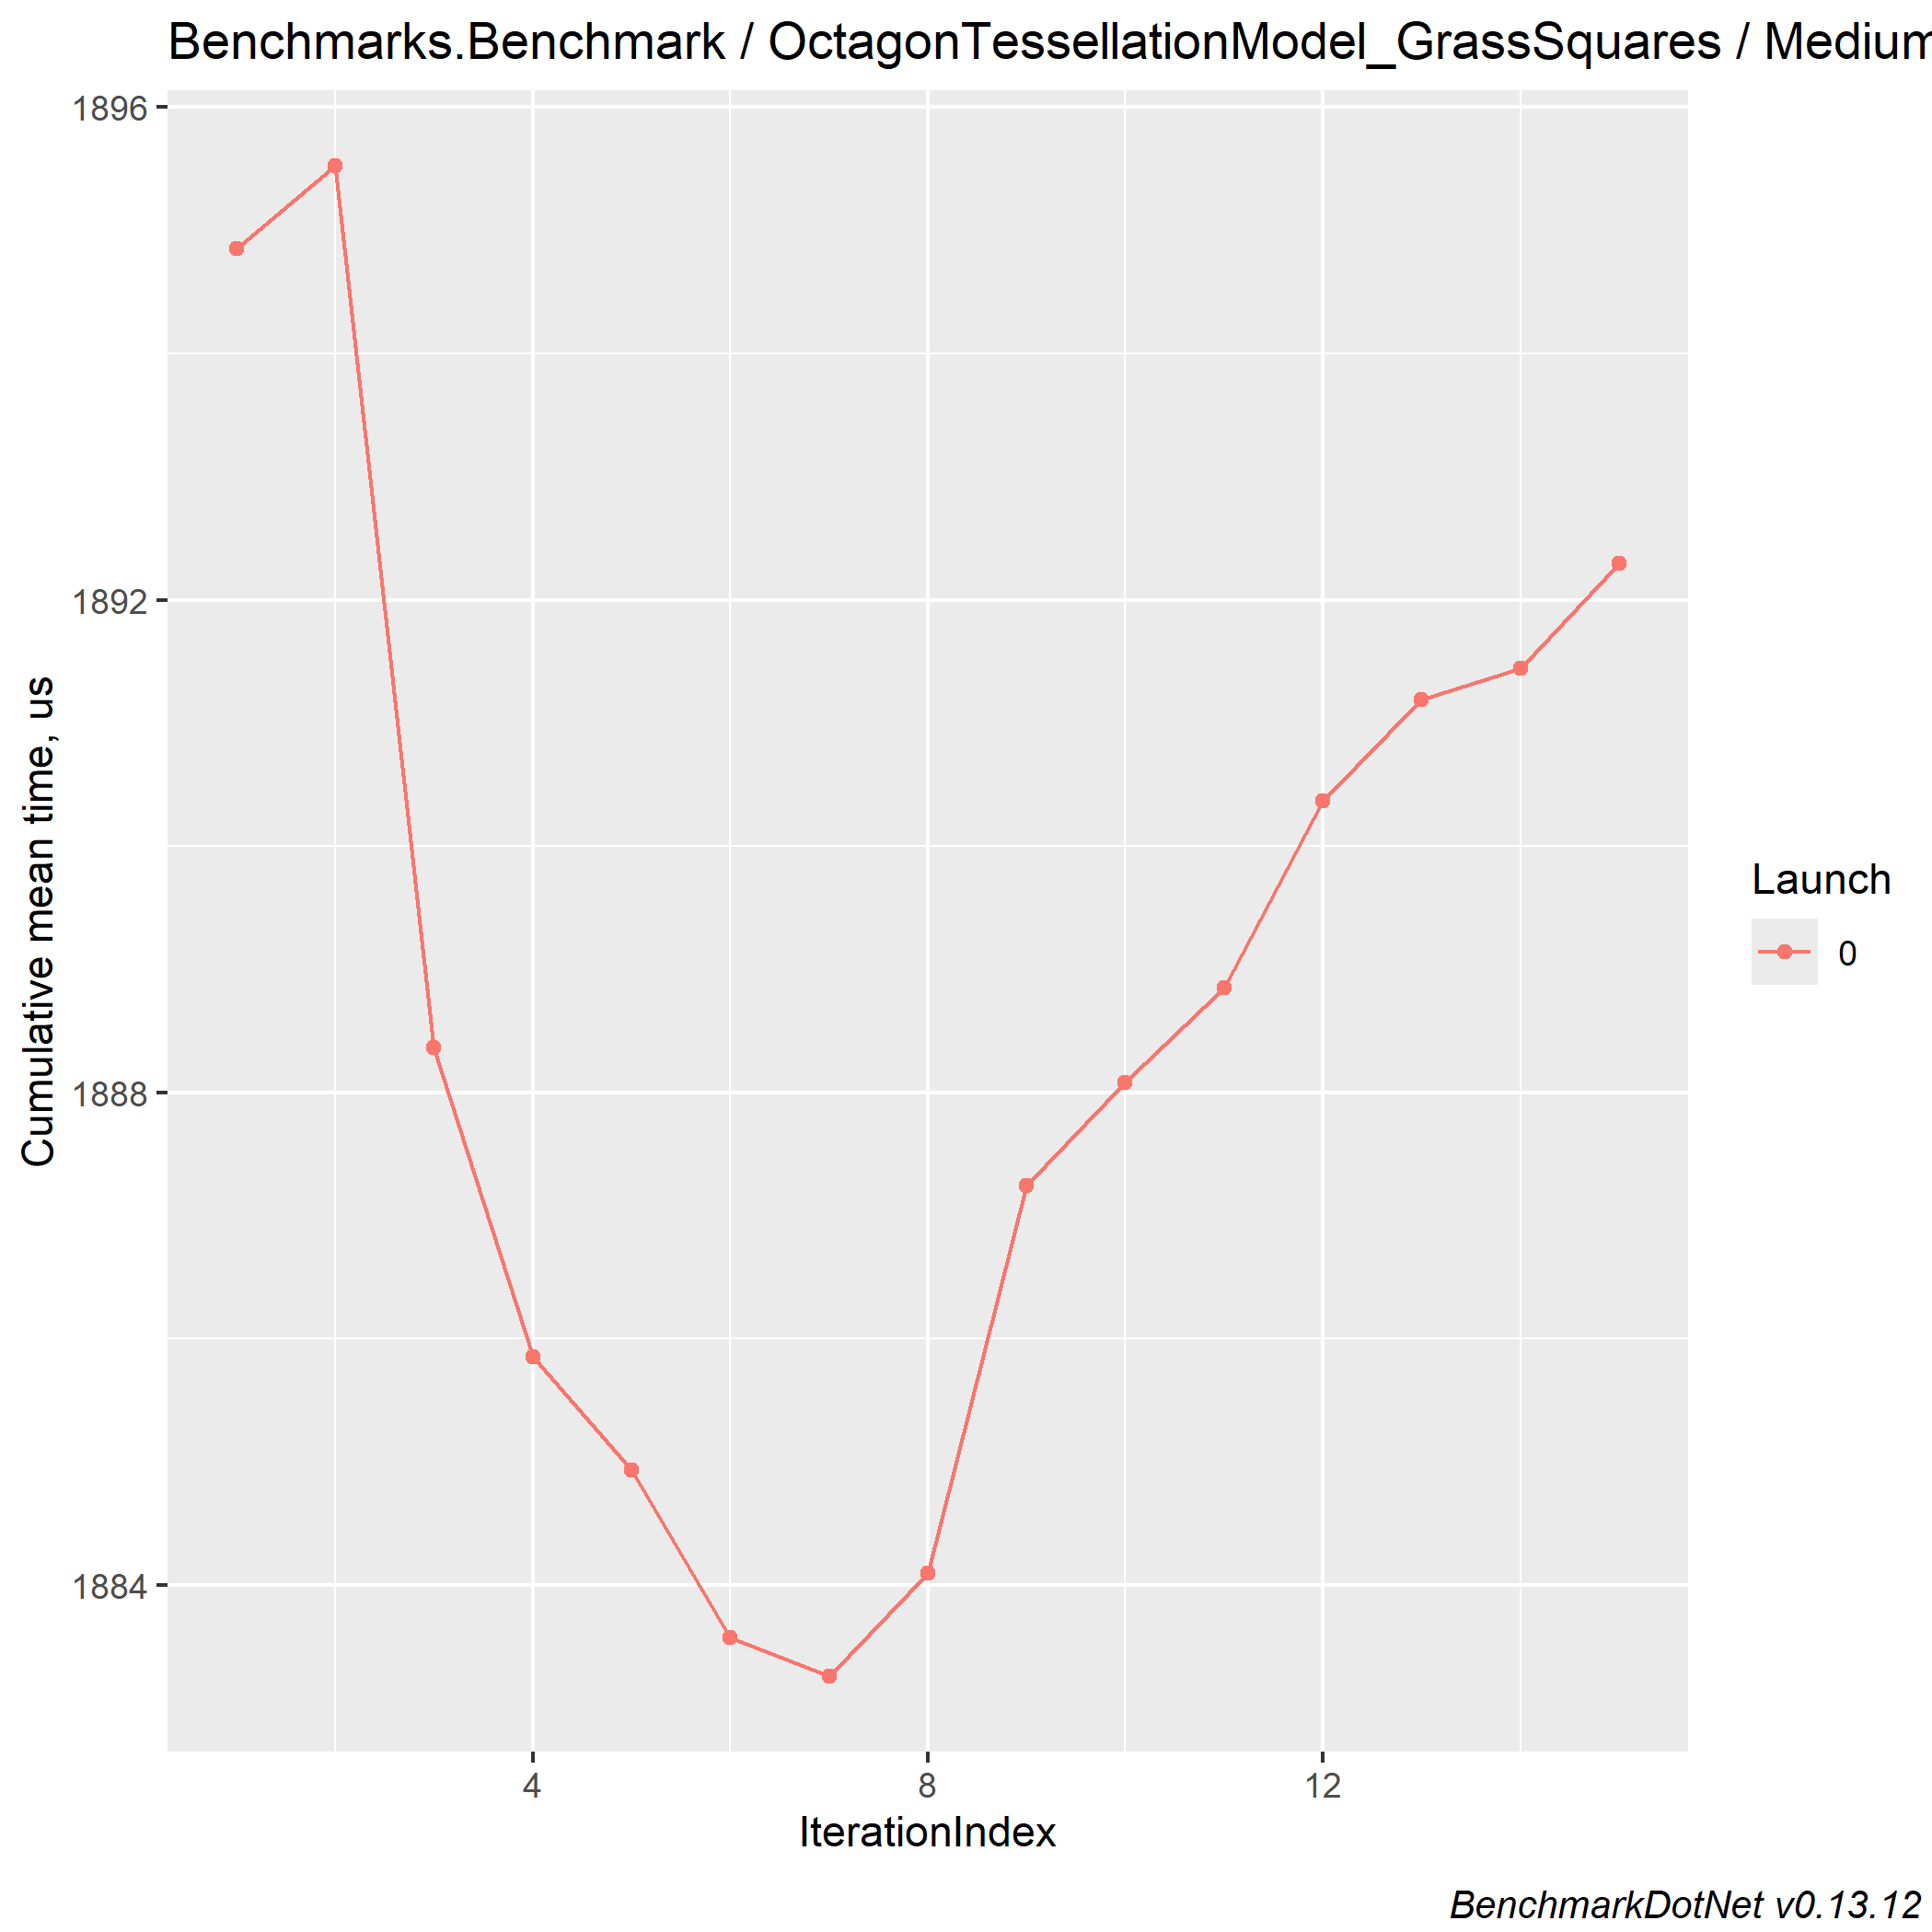 Benchmarks.Benchmark / OctagonTessellationModel_GrassSquares / Medium
1896
1892
1888
1884
Cumulative mean time, us
4 8 12
IterationIndex
Launch
0
BenchmarkDotNet v0.13.12